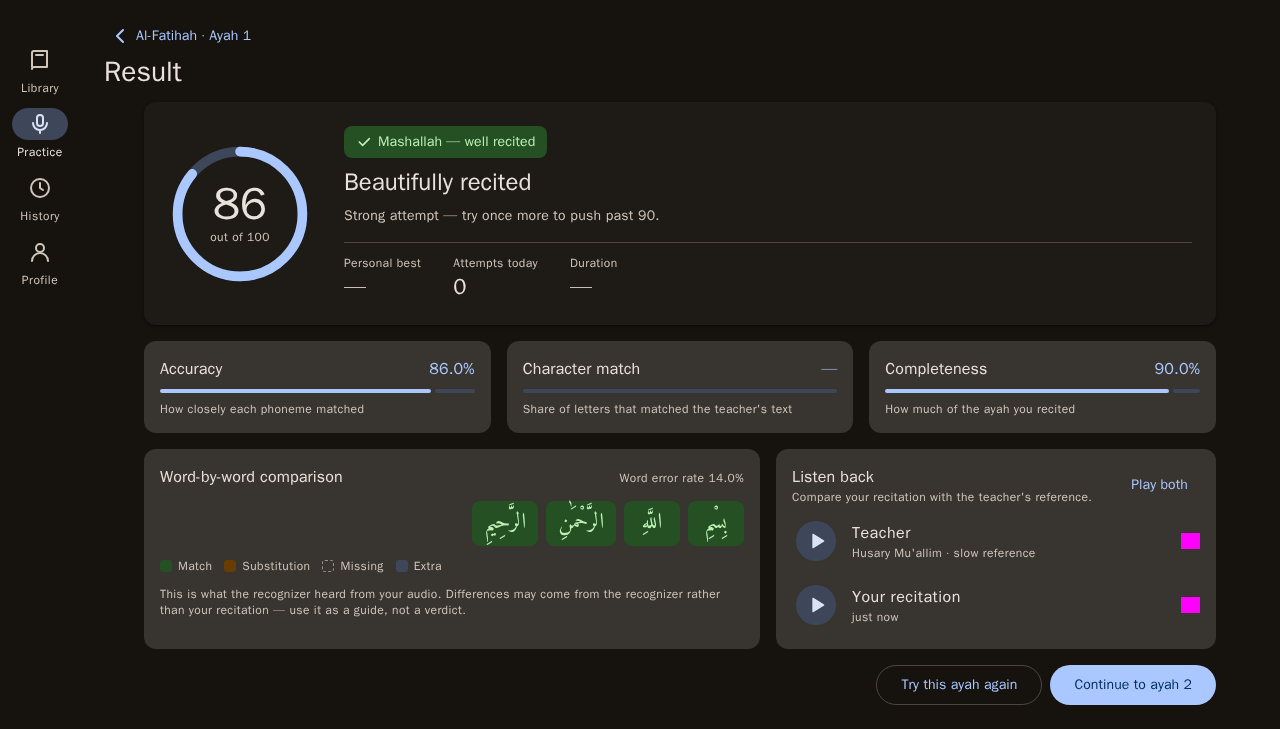 Al-Fatihah · Ayah 1
Result
Library
Practice
History
Profile
86
out of 100
Mashallah — well recited
Beautifully recited
Strong attempt — try once more to push past 90.
Personal best
—
Attempts today
0
Duration
—
Accuracy
86.0%
How closely each phoneme matched
Character match
—
Share of letters that matched the teacher's text
Completeness
90.0%
How much of the ayah you recited
Word-by-word comparison
Word error rate 14.0%
بِسْمِ اللَّهِ الرَّحْمَٰنِ الرَّحِيمِ
Match
Substitution
Missing
Extra
This is what the recognizer heard from your audio. Differences may come from the recognizer rather
than your recitation — use it as a guide, not a verdict.
Listen back
Compare your recitation with the teacher's reference.
Play both
Teacher
Husary Mu'allim · slow reference
Your recitation
just now
Try this ayah again
Continue to ayah 2